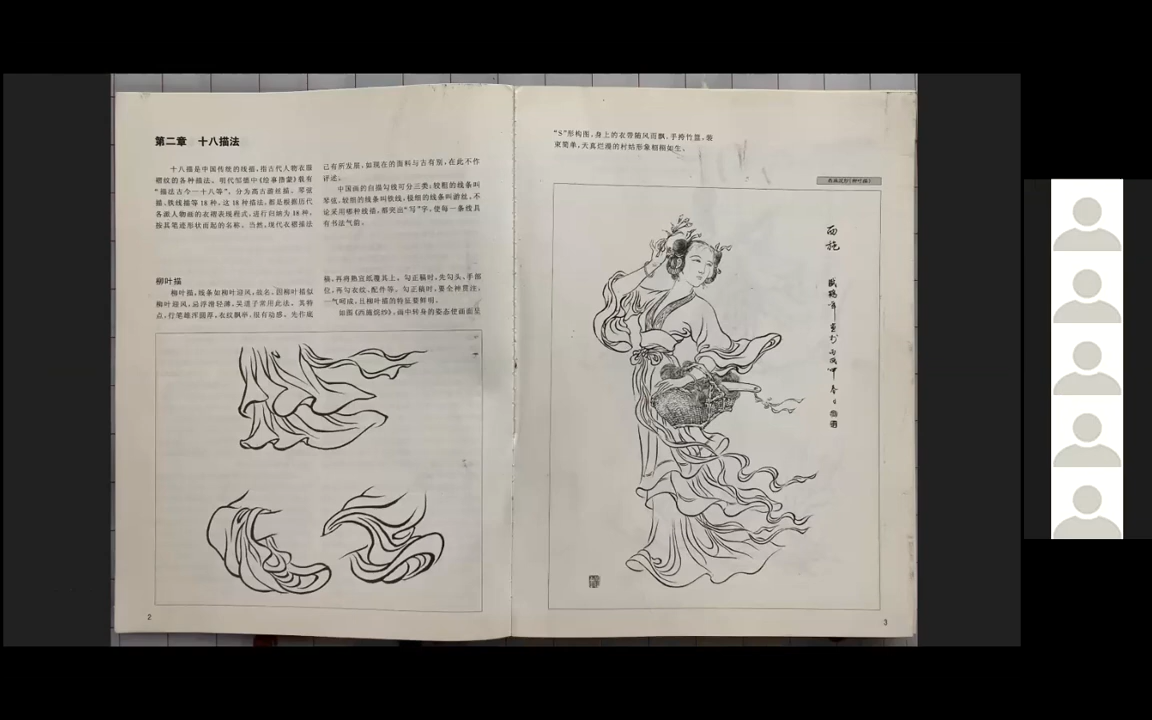 第二章 十八描法
十八描是中国传统的线描，指古代人物衣服
褶纹的各种描法。明代邹德中《绘事指蒙》载有
“描法古今一十八等”。分为高古游丝描、琴弦
描、铁线描等18种。这18种描法，都是根据历代
各派人物画的衣褶表现程式，进行归纳为18种，
按其笔迹形状而起的名称。当然，现代衣褶描法
已有所发展，如现在的面料与古有别，在此不作
评述。
中国画的白描勾线可分三类：较粗的线条叫
琴弦、较细的线条叫铁线，极细的线条叫游丝。不
论采用哪种线描，都突出“写”字，使每一条线具
有书法气韵。
柳叶描
柳叶描，线条如柳叶迎风，故名。因柳叶描似
柳叶迎风，总浮滑轻薄，吴道子常用此法。其特
点，行笔雄浑圆厚，衣纹飘举，很有动感。先作底
稿，再将熟宣纸覆其上。勾正稿时，先勾头、手部
位，再勾衣纹、配件等。勾正稿时，要全神贯注，
一气呵成，且柳叶描的特征要鲜明。
如图《西施浣纱》，画中转身的姿态使画面呈
2
“S”形构图，身上的衣带随风而飘，手挎竹篮，装
束简单，天真烂漫的村姑形象栩栩如生。
西施浣纱（柳叶描）
西施
3